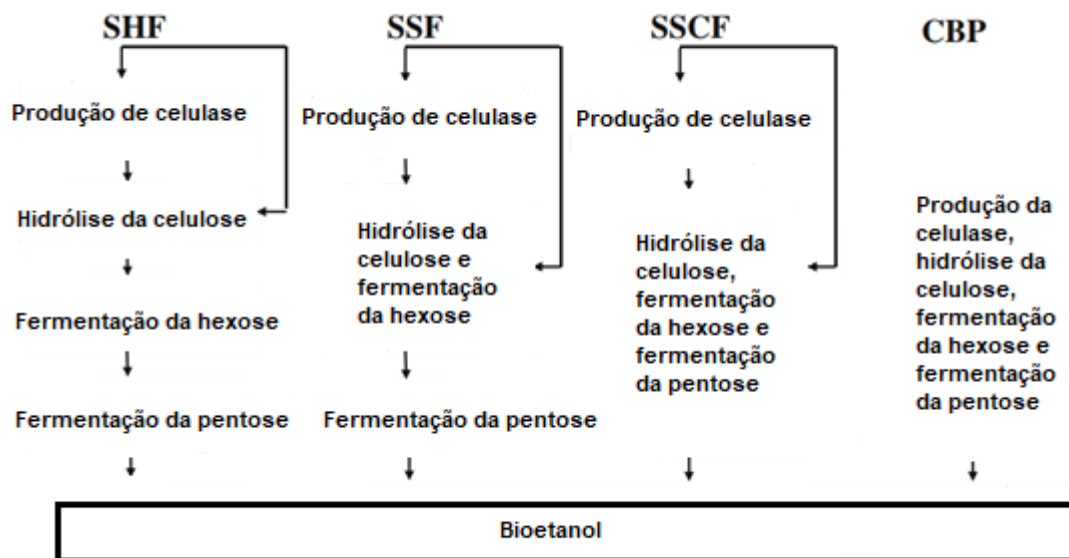 SHF
Produção de celulase
Hidrólise da celulose
Fermentação da hexose
Fermentação da pentose
SSF
Produção de celulase
Hidrólise da
celulose e
fermentação
da hexose
Fermentação da pentose
SSCF
Produção de celulase
Hidrólise da
celulose,
fermentação
da hexose e
fermentação
da pentose
CBP
Produção da
celulase,
hidrólise da
celulose,
fermentação
da hexose e
fermentação
da pentose
Bioetanol